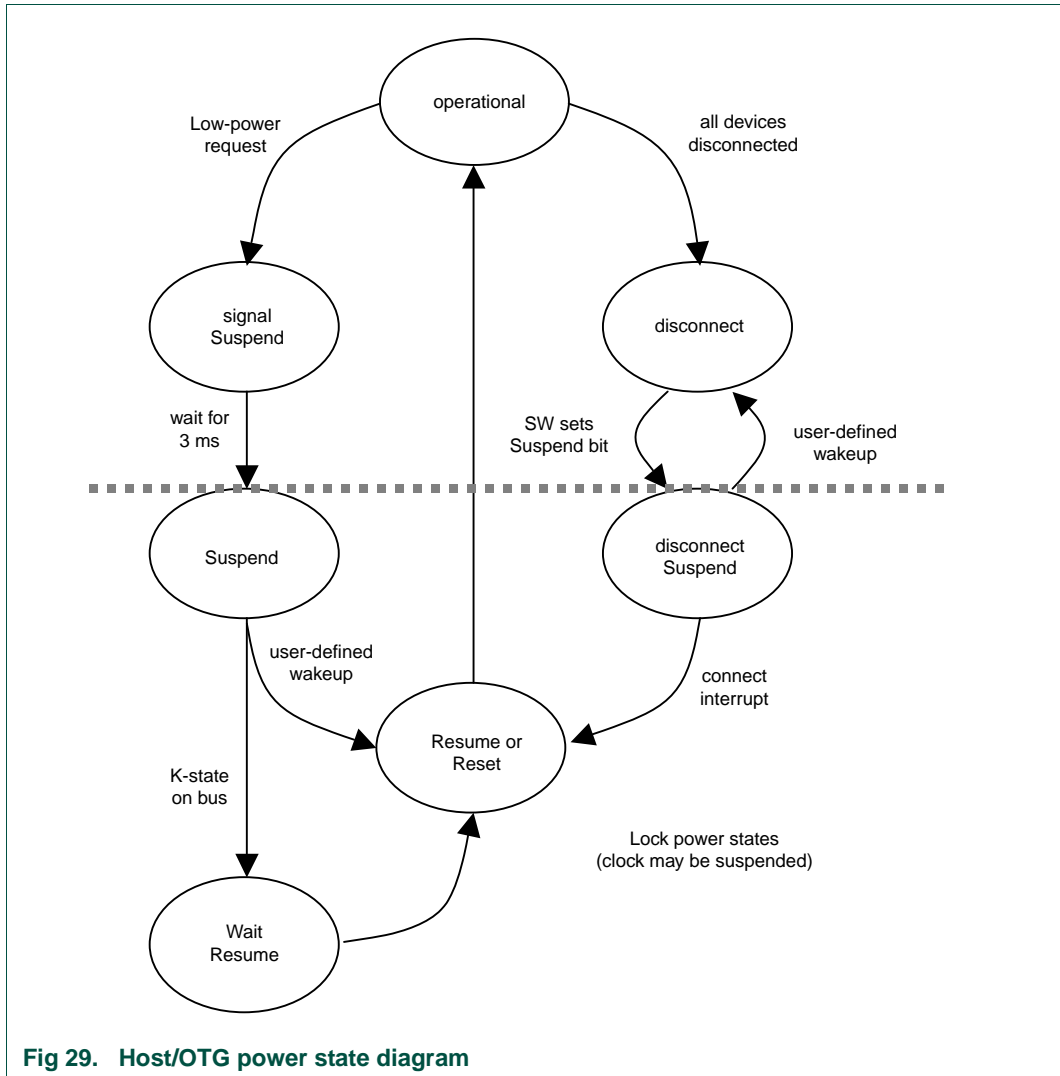 operational
Low-power
request
all devices
disconnected
signal
Suspend
disconnect
wait for
3 ms
SW sets
Suspend bit
user-defined
wakeup
Suspend
disconnect
Suspend
user-defined
wakeup
connect
interrupt
Resume or
Reset
K-state
on bus
Lock power states
(clock may be suspended)
Wait
Resume
Fig 29. Host/OTG power state diagram